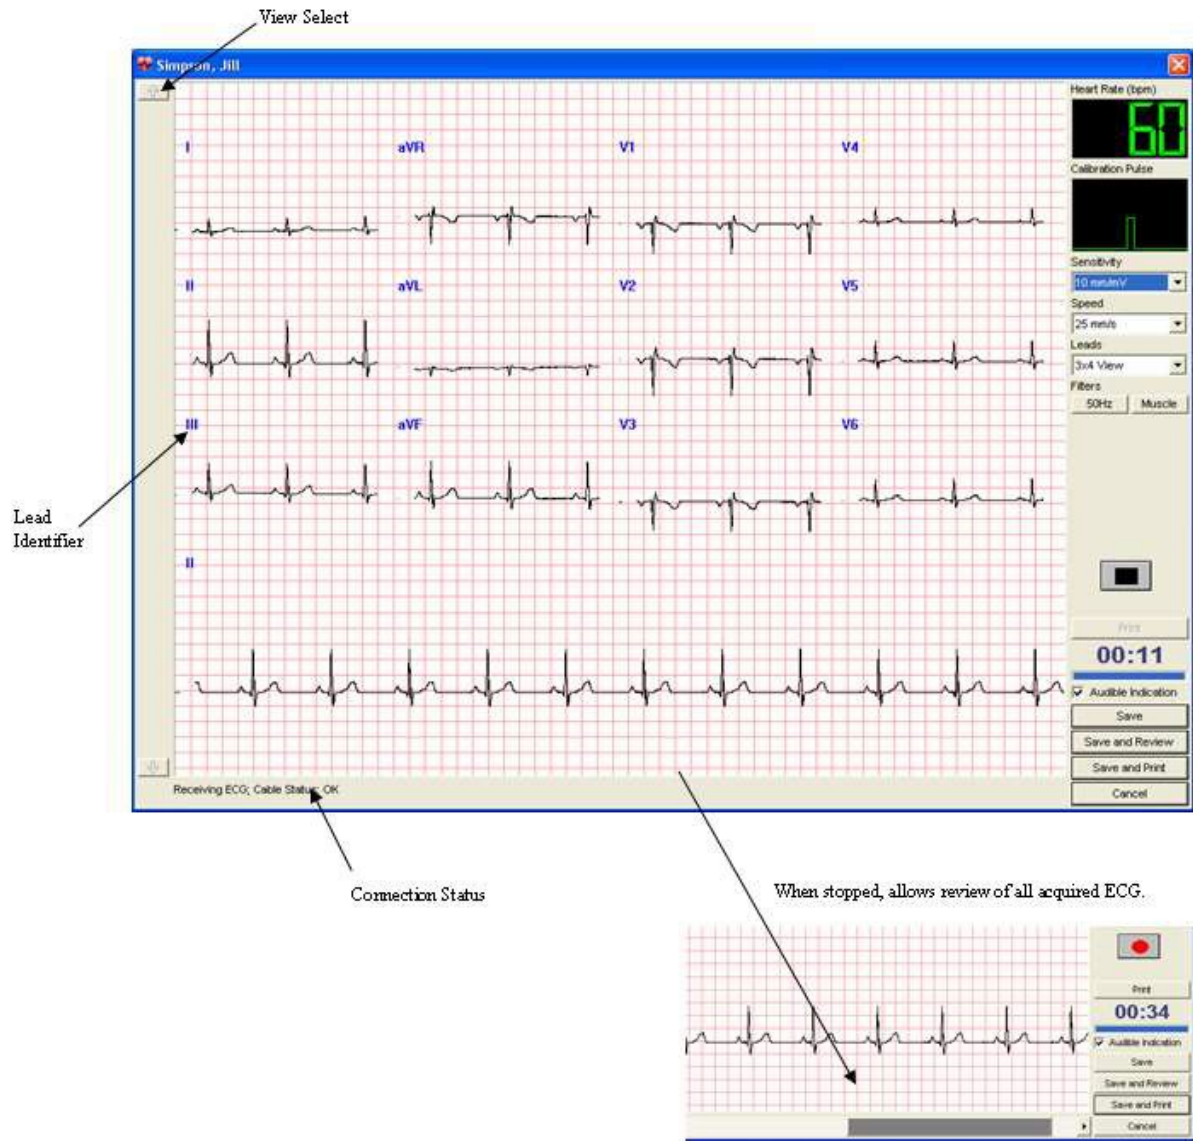 View Select
Simpson, Jill
Heart Rate (bpm)
60
I aVR V1 V4
Calibration Pulse
Sensitivity
10 mm/mV
II aVL V2 V5
Speed
25 mm/s
Leads
3x4 View
Filters
50Hz Muscle
III aVF V3 V6
Lead
Identifier
II
Print
00:11
Audible Indication
Save
Save and Review
Save and Print
Cancel
Receiving ECG; Cable Status: OK
Connection Status
When stopped, allows review of all acquired ECG.
Print
00:34
Audible Indication
Save
Save and Review
Save and Print
Cancel